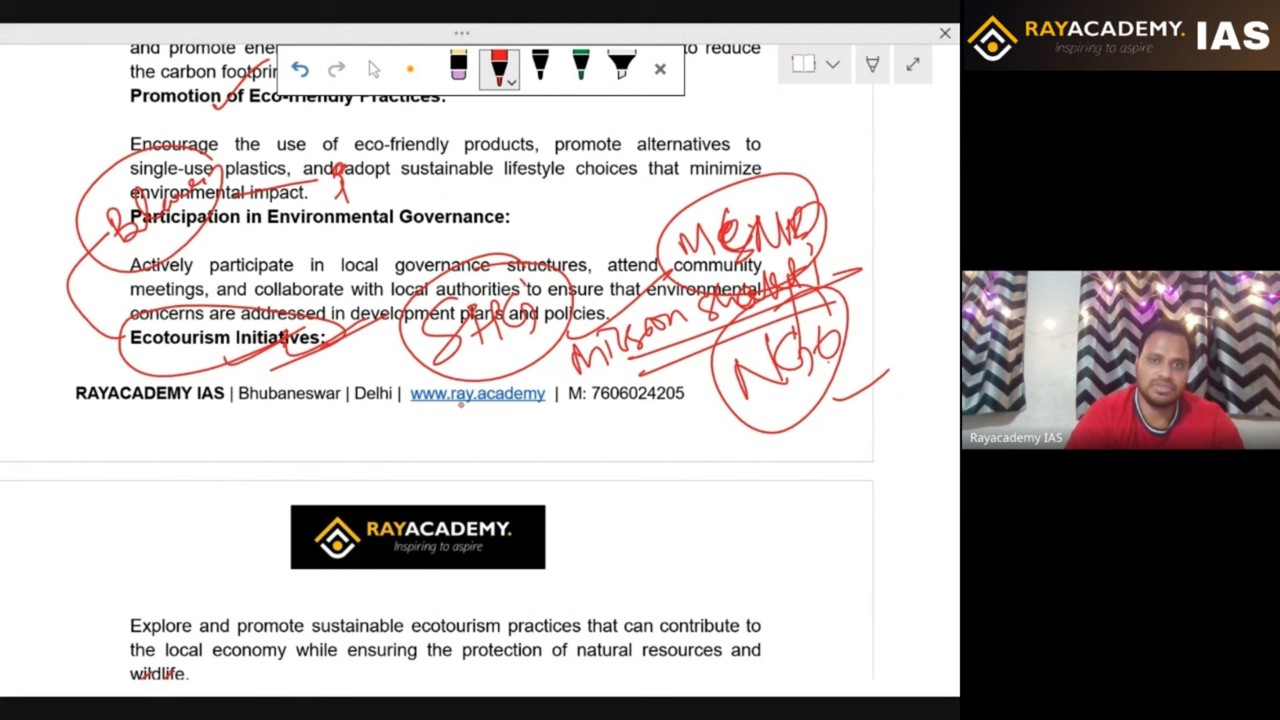 RAYACADEMY. IAS
Inspiring to aspire
and promote ene to reduce
the carbon footprin
Promotion of Eco-friendly Practices:
Encourage the use of eco-friendly products, promote alternatives to
single-use plastics, and adopt sustainable lifestyle choices that minimize
environmental impact.
Participation in Environmental Governance:
Actively participate in local governance structures, attend community
meetings, and collaborate with local authorities to ensure that environmental
concerns are addressed in development plans and policies.
SHG's
Mission Shakti
NGO
Ecotourism Initiatives:
RAYACADEMY IAS | Bhubaneswar | Delhi | www.ray.academy | M: 7606024205
Rayacademy IAS
RAYACADEMY.
Inspiring to aspire
Explore and promote sustainable ecotourism practices that can contribute to
the local economy while ensuring the protection of natural resources and
wildlife.